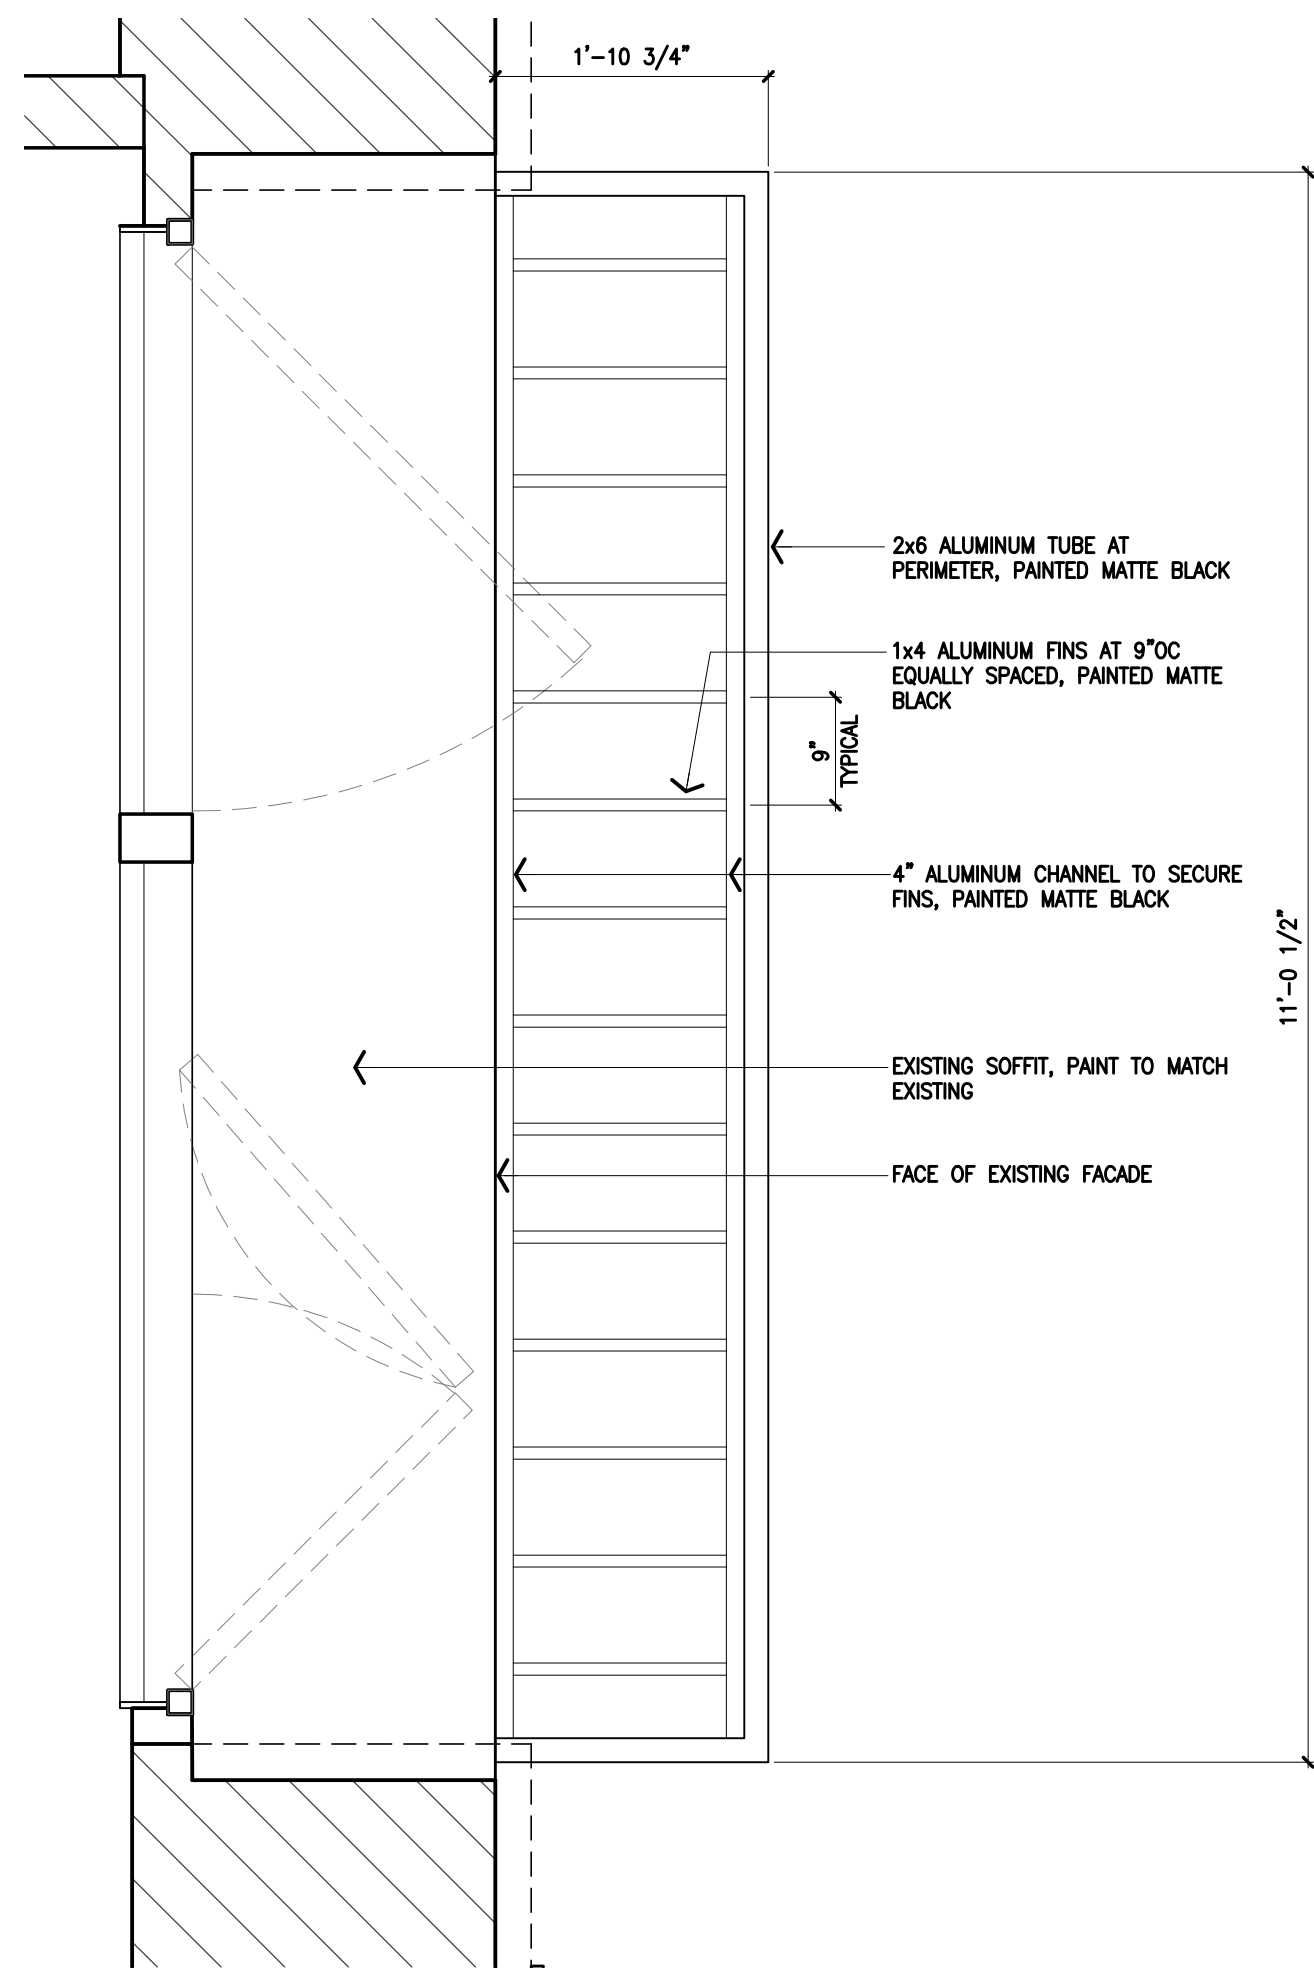 1'-10 3/4"
2x6 ALUMINUM TUBE AT
PERIMETER, PAINTED MATTE BLACK
1x4 ALUMINUM FINS AT 9"OC
EQUALLY SPACED, PAINTED MATTE
BLACK
9"
TYPICAL
4" ALUMINUM CHANNEL TO SECURE
FINS, PAINTED MATTE BLACK
11'-0 1/2"
EXISTING SOFFIT, PAINT TO MATCH
EXISTING
FACE OF EXISTING FACADE